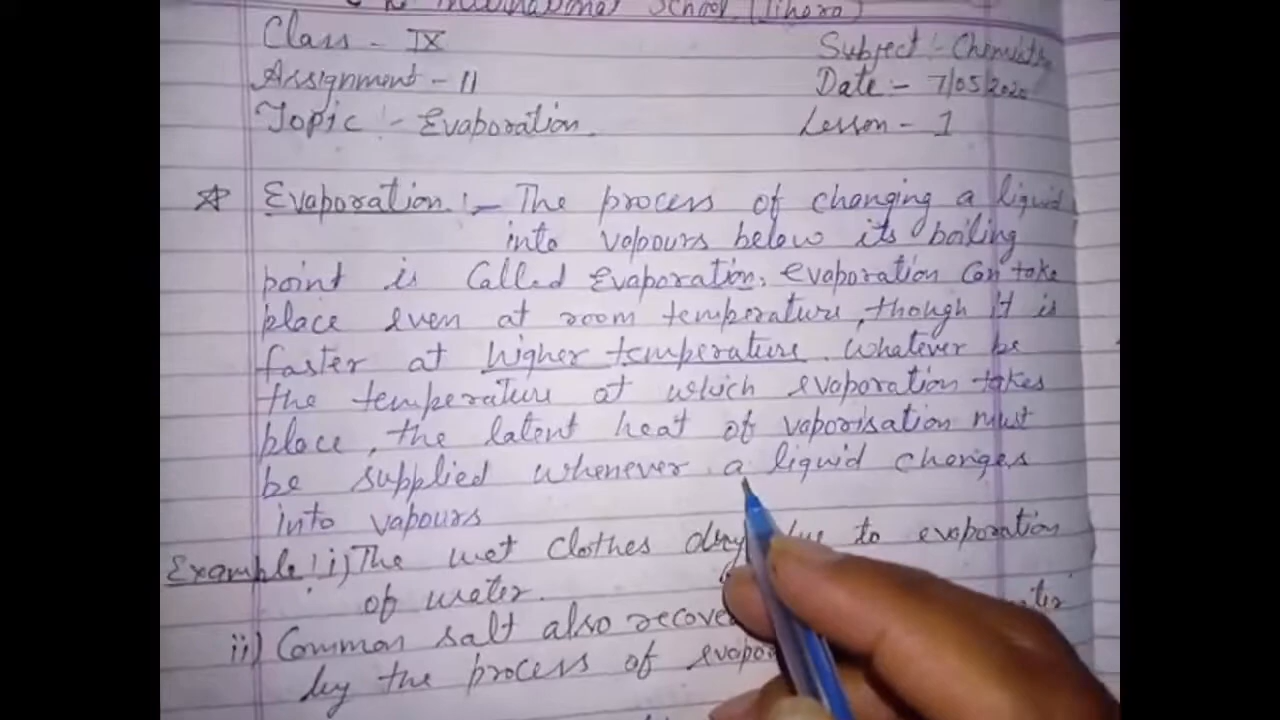 International School (Jhora)
Class - IX
Subject :- Chemistry
Assignment - 11
Date :- 7/05/2020
Topic :- Evaporation
Lesson - 1
☆ Evaporation :- The process of changing a liquid
into vapours below its boiling
point is called Evaporation. evaporation can take
place even at room temperature, though it is
faster at higher temperature. Whatever be
the temperature at which evaporation takes
place, the latent heat of vaporisation must
be supplied whenever a liquid changes
into vapours
Example : i) The wet clothes dry due to evaporation
of water.
ii) Common salt also
by the process of